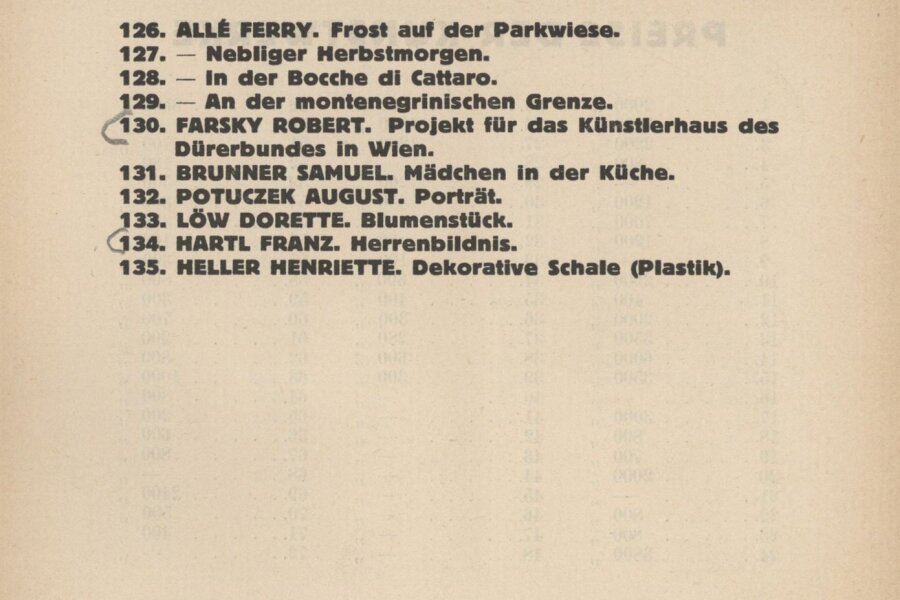 126. ALLÉ FERRY. Frost auf der Parkwiese.
127. — Nebliger Herbstmorgen.
128. — In der Bocche di Cattaro.
129. — An der montenegrinischen Grenze.
130. FARSKY ROBERT. Projekt für das Künstlerhaus des
Dürerbundes in Wien.
131. BRUNNER SAMUEL. Mädchen in der Küche.
132. POTUCZEK AUGUST. Porträt.
133. LÖW DORETTE. Blumenstück.
134. HARTL FRANZ. Herrenbildnis.
135. HELLER HENRIETTE. Dekorative Schale (Plastik).